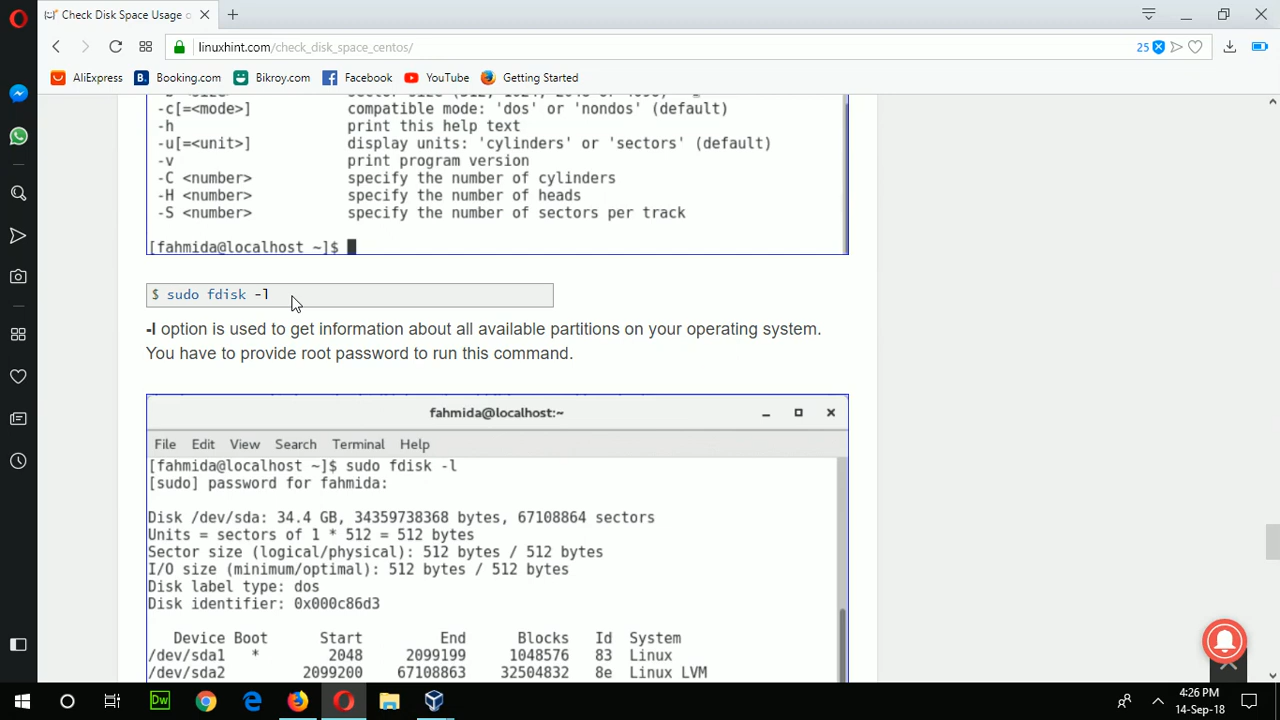 Check Disk Space Usage o
linuxhint.com/check_disk_space_centos/
25
AliExpress
Booking.com
Bikroy.com
Facebook
YouTube
Getting Started
-c[=<mode>] compatible mode: 'dos' or 'nondos' (default)
-h print this help text
-u[=<unit>] display units: 'cylinders' or 'sectors' (default)
-v print program version
-C <number> specify the number of cylinders
-H <number> specify the number of heads
-S <number> specify the number of sectors per track
[fahmida@localhost ~]$
$ sudo fdisk -l
-l option is used to get information about all available partitions on your operating system.
You have to provide root password to run this command.
fahmida@localhost:~
File Edit View Search Terminal Help
[fahmida@localhost ~]$ sudo fdisk -l
[sudo] password for fahmida:
Disk /dev/sda: 34.4 GB, 34359738368 bytes, 67108864 sectors
Units = sectors of 1 * 512 = 512 bytes
Sector size (logical/physical): 512 bytes / 512 bytes
I/O size (minimum/optimal): 512 bytes / 512 bytes
Disk label type: dos
Disk identifier: 0x000c86d3
Device Boot Start End Blocks Id System
/dev/sda1 * 2048 2099199 1048576 83 Linux
/dev/sda2 2099200 67108863 32504832 8e Linux LVM
Dw
4:26 PM
14-Sep-18